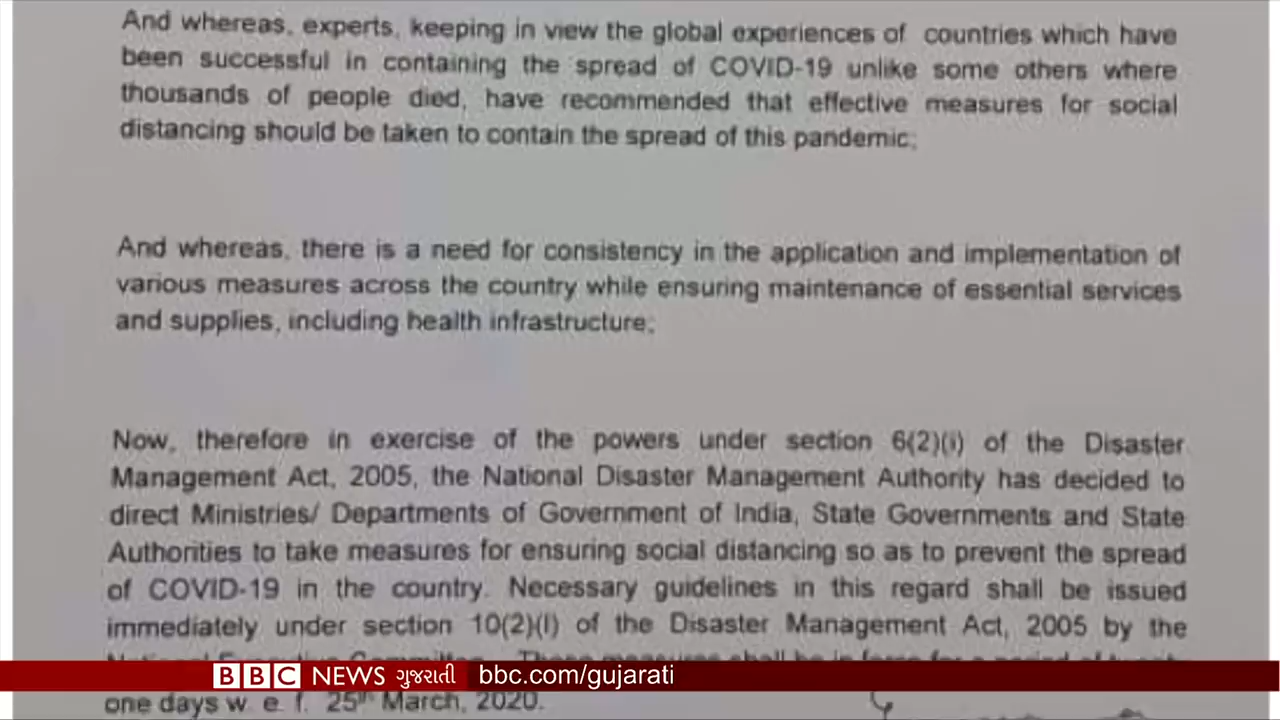 And whereas, experts, keeping in view the global experiences of countries which have
been successful in containing the spread of COVID-19 unlike some others where
thousands of people died, have recommended that effective measures for social
distancing should be taken to contain the spread of this pandemic;
And whereas, there is a need for consistency in the application and implementation of
various measures across the country while ensuring maintenance of essential services
and supplies, including health infrastructure;
Now, therefore in exercise of the powers under section 6(2)(i) of the Disaster
Management Act, 2005, the National Disaster Management Authority has decided to
direct Ministries/ Departments of Government of India, State Governments and State
Authorities to take measures for ensuring social distancing so as to prevent the spread
of COVID-19 in the country. Necessary guidelines in this regard shall be issued
immediately under section 10(2)(l) of the Disaster Management Act, 2005 by the
BBC NEWS ગુજરાતી bbc.com/gujarati
one days w. e. f. 25th March, 2020.